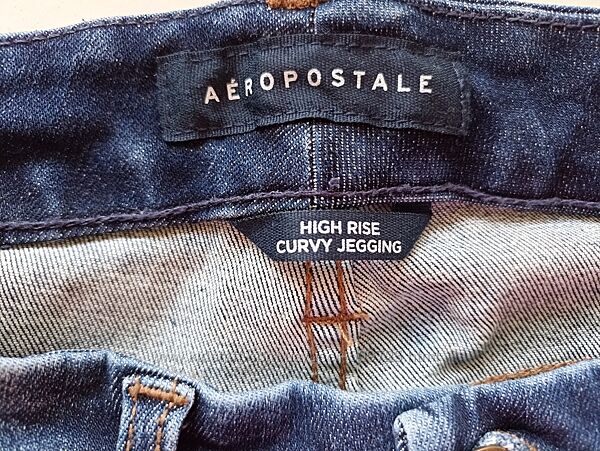 AÉROPOSTALE
HIGH RISE
CURVY JEGGING